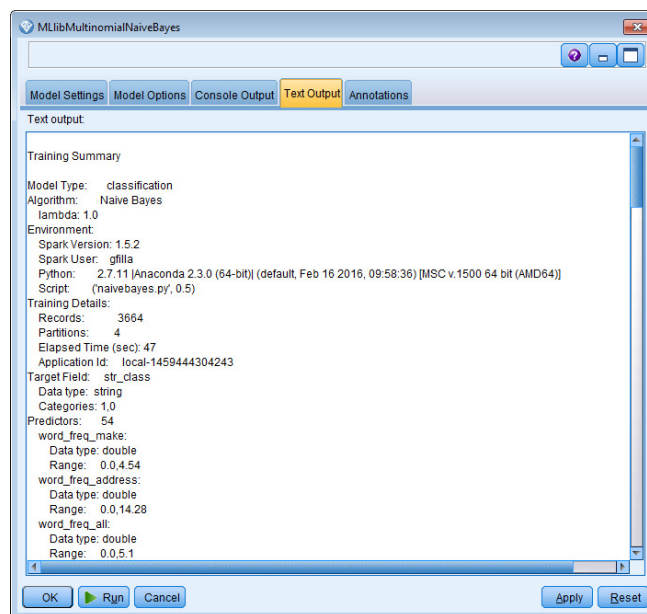 MLlibMultinomialNaiveBayes
Model Settings Model Options Console Output Text Output Annotations
Text output:
Training Summary
Model Type: classification
Algorithm: Naive Bayes
lambda: 1.0
Environment:
Spark Version: 1.5.2
Spark User: gfilla
Python: 2.7.11 |Anaconda 2.3.0 (64-bit)| (default, Feb 16 2016, 09:58:36) [MSC v.1500 64 bit (AMD64)]
Script: ('naivebayes.py', 0.5)
Training Details:
Records: 3664
Partitions: 4
Elapsed Time (sec): 47
Application Id: local-1459444304243
Target Field: str_class
Data type: string
Categories: 1,0
Predictors: 54
word_freq_make:
Data type: double
Range: 0.0,4.54
word_freq_address:
Data type: double
Range: 0.0,14.28
word_freq_all:
Data type: double
Range: 0.0,5.1
OK Run Cancel Apply Reset